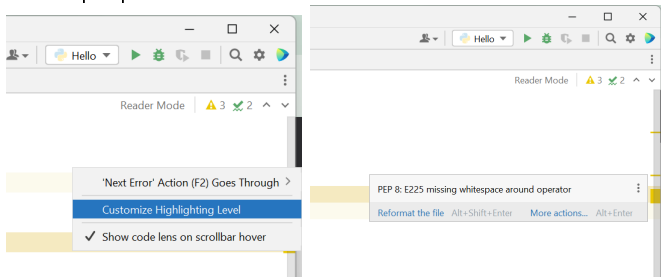 Hello
Reader Mode 3 2
'Next Error' Action (F2) Goes Through
Customize Highlighting Level
Show code lens on scrollbar hover
Hello
Reader Mode 3 2
PEP 8: E225 missing whitespace around operator
Reformat the file Alt+Shift+Enter More actions... Alt+Enter